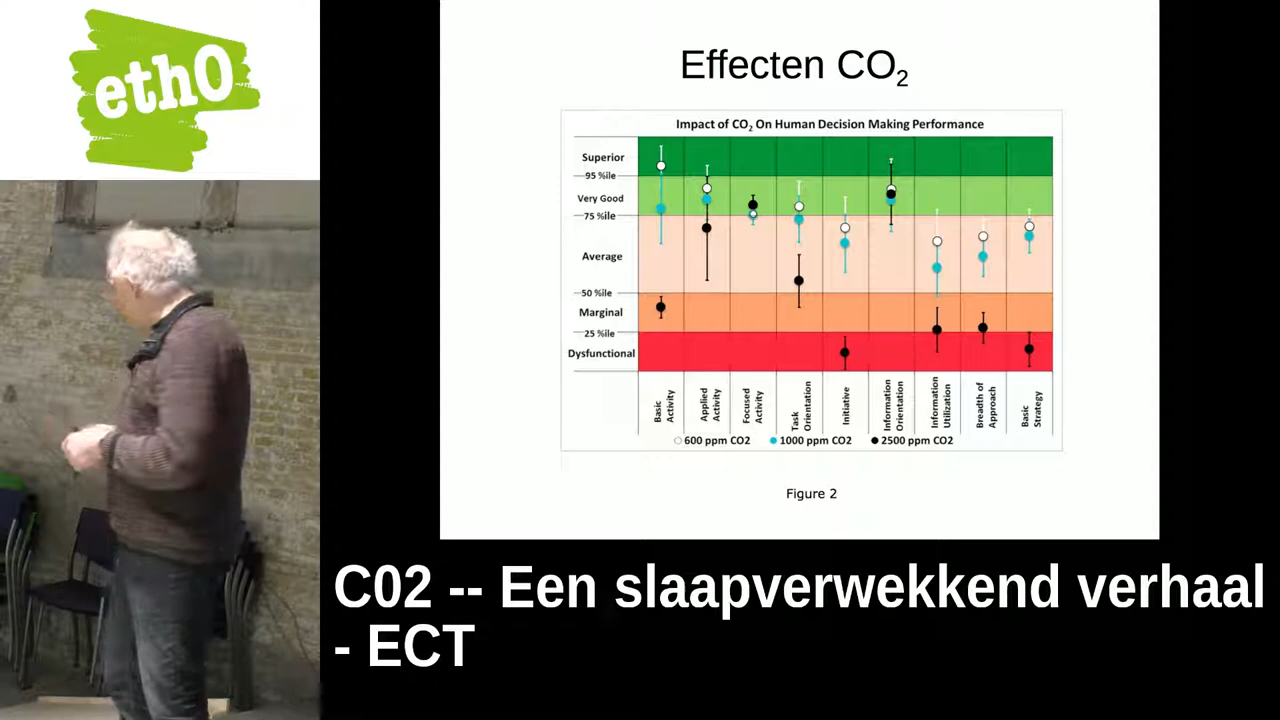 eth0
Effecten CO₂
Impact of CO₂ On Human Decision Making Performance
Superior
95 %ile
Very Good
75 %ile
Average
50 %ile
Marginal
25 %ile
Dysfunctional
Basic
Activity
Applied
Activity
Focused
Activity
Task
Orientation
Initiative
Information
Orientation
Information
Utilization
Breadth of
Approach
Basic
Strategy
600 ppm CO2
1000 ppm CO2
2500 ppm CO2
Figure 2
C02 -- Een slaapverwekkend verhaal
- ECT